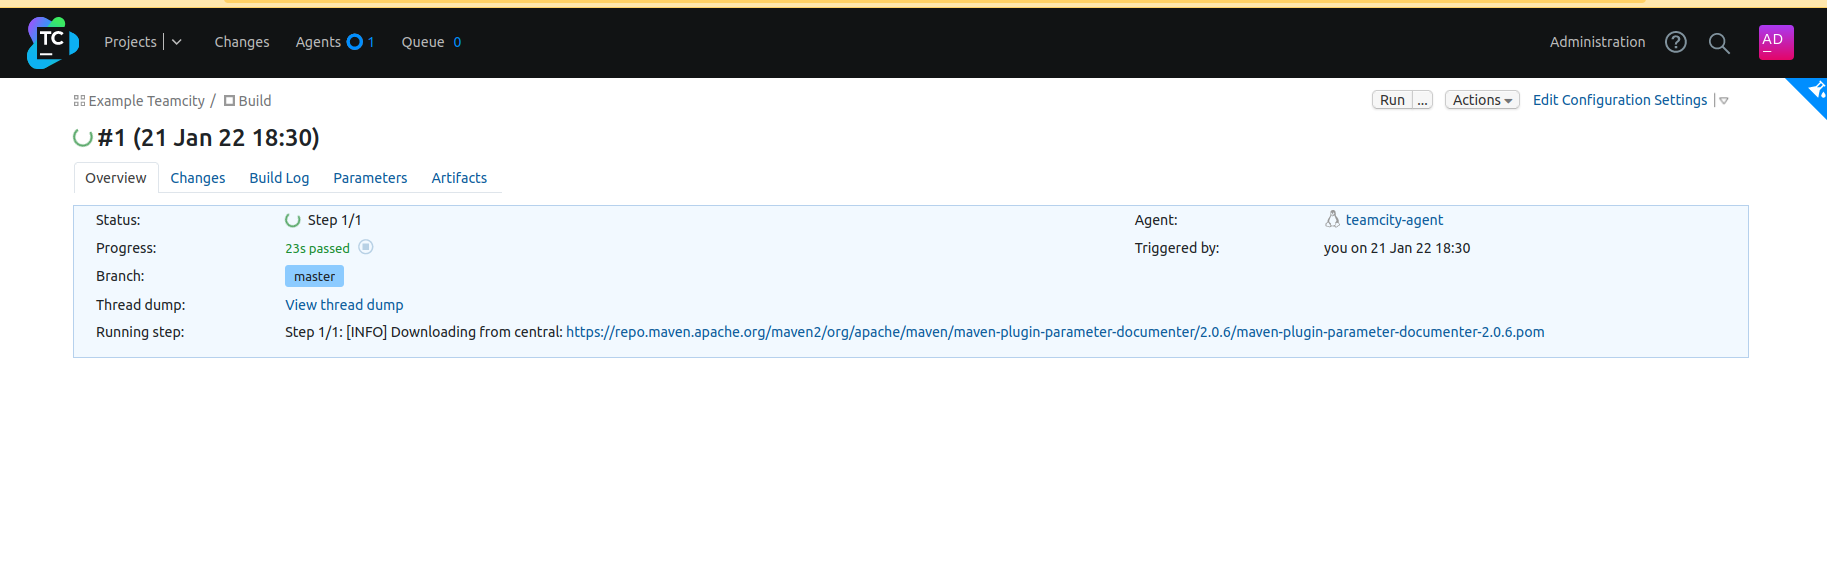 TC Projects Changes Agents 1 Queue 0 Administration ? AD
Example Teamcity / Build Run ... Actions Edit Configuration Settings
#1 (21 Jan 22 18:30)
Overview Changes Build Log Parameters Artifacts
Status: Step 1/1 Agent: teamcity-agent
Progress: 23s passed Triggered by: you on 21 Jan 22 18:30
Branch: master
Thread dump: View thread dump
Running step: Step 1/1: [INFO] Downloading from central: https://repo.maven.apache.org/maven2/org/apache/maven/maven-plugin-parameter-documenter/2.0.6/maven-plugin-parameter-documenter-2.0.6.pom